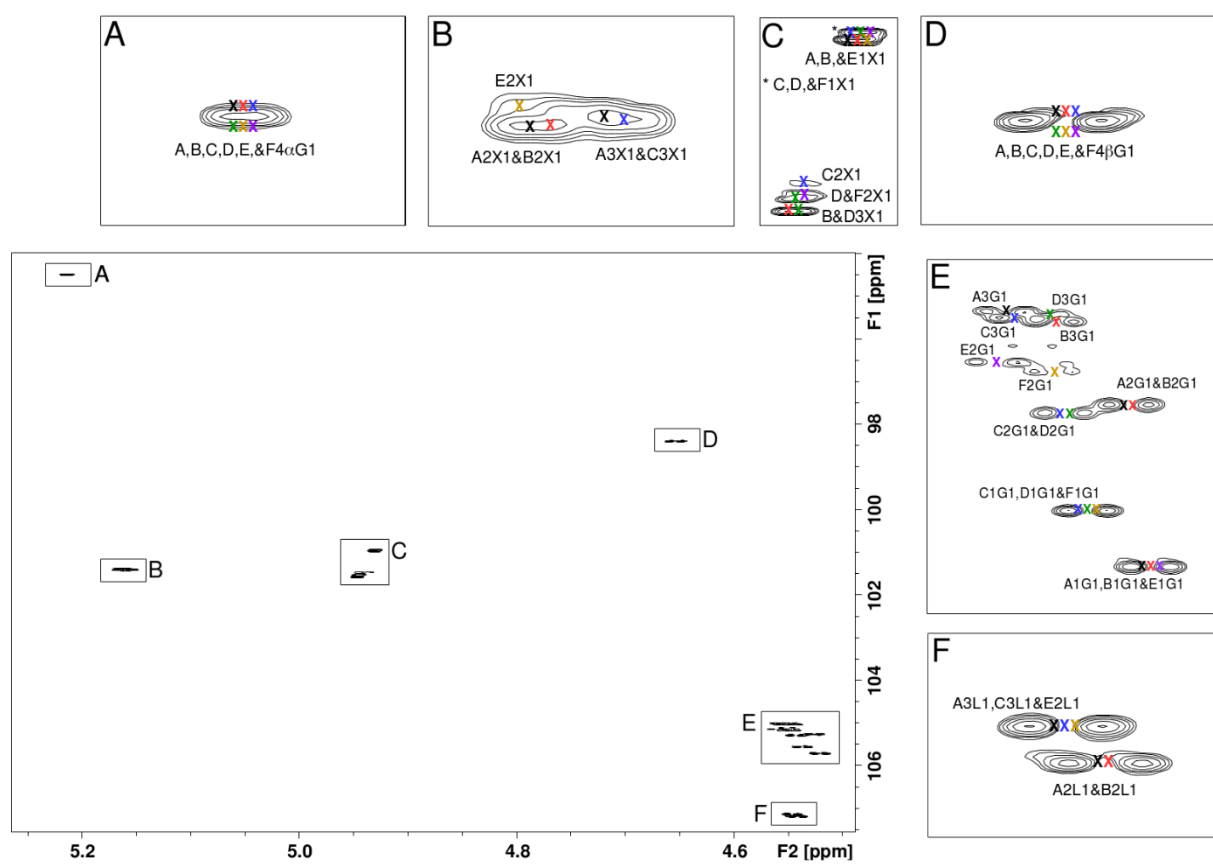 A
A,B,C,D,E,&F4αG1
B
E2X1
A2X1&B2X1
A3X1&C3X1
C
*
A,B,&E1X1
* C,D,&F1X1
C2X1
D&F2X1
B&D3X1
D
A,B,C,D,E,&F4βG1
A
B
C
D
E
F
F1 [ppm]
98
100
102
104
106
5.2
5.0
4.8
4.6
F2 [ppm]
E
A3G1
D3G1
C3G1
B3G1
E2G1
F2G1
A2G1&B2G1
C2G1&D2G1
C1G1,D1G1&F1G1
A1G1,B1G1&E1G1
F
A3L1,C3L1&E2L1
A2L1&B2L1